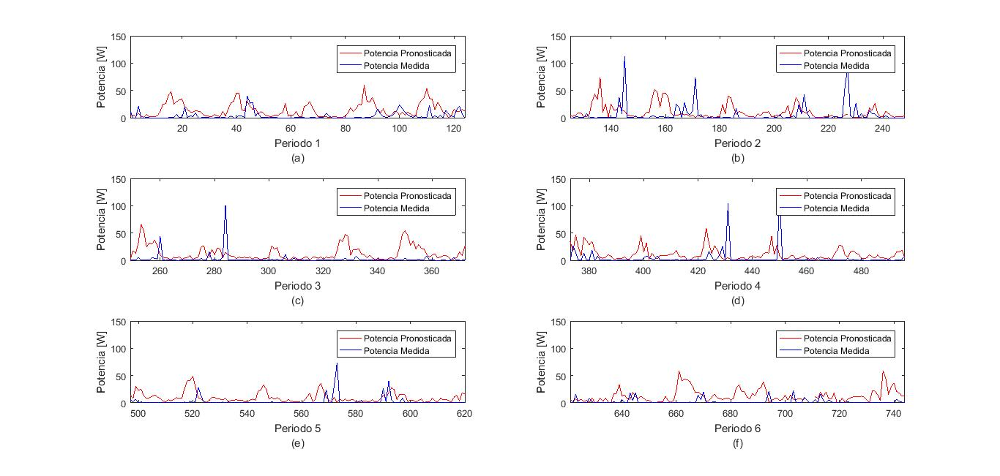 Potencia [W]
150
100
50
0
Potencia Pronosticada
Potencia Medida
20 40 60 80 100 120
Periodo 1
(a)
Potencia [W]
150
100
50
0
Potencia Pronosticada
Potencia Medida
140 160 180 200 220 240
Periodo 2
(b)
Potencia [W]
150
100
50
0
Potencia Pronosticada
Potencia Medida
260 280 300 320 340 360
Periodo 3
(c)
Potencia [W]
150
100
50
0
Potencia Pronosticada
Potencia Medida
380 400 420 440 460 480
Periodo 4
(d)
Potencia [W]
150
100
50
0
Potencia Pronosticada
Potencia Medida
500 520 540 560 580 600 620
Periodo 5
(e)
Potencia [W]
150
100
50
0
Potencia Pronosticada
Potencia Medida
640 660 680 700 720 740
Periodo 6
(f)